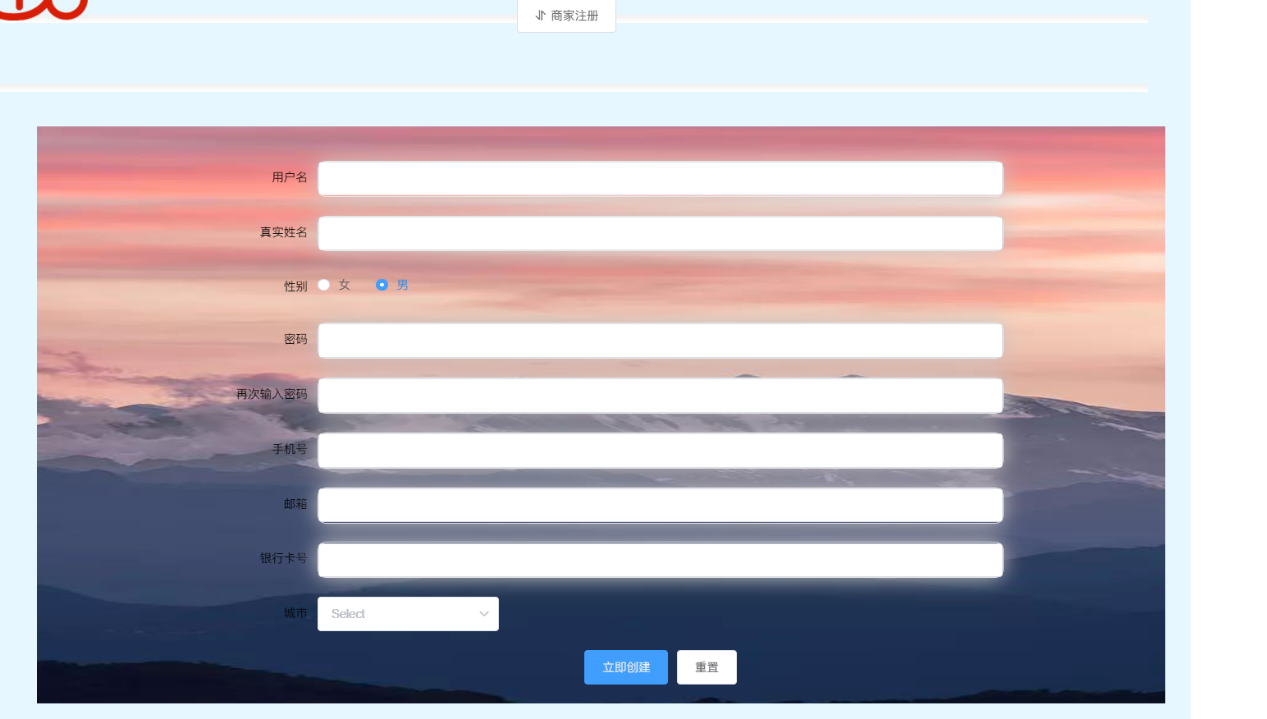 商家注册
用户名
真实姓名
性别 女 男
密码
再次输入密码
手机号
邮箱
银行卡号
城市 Select
立即创建 重置